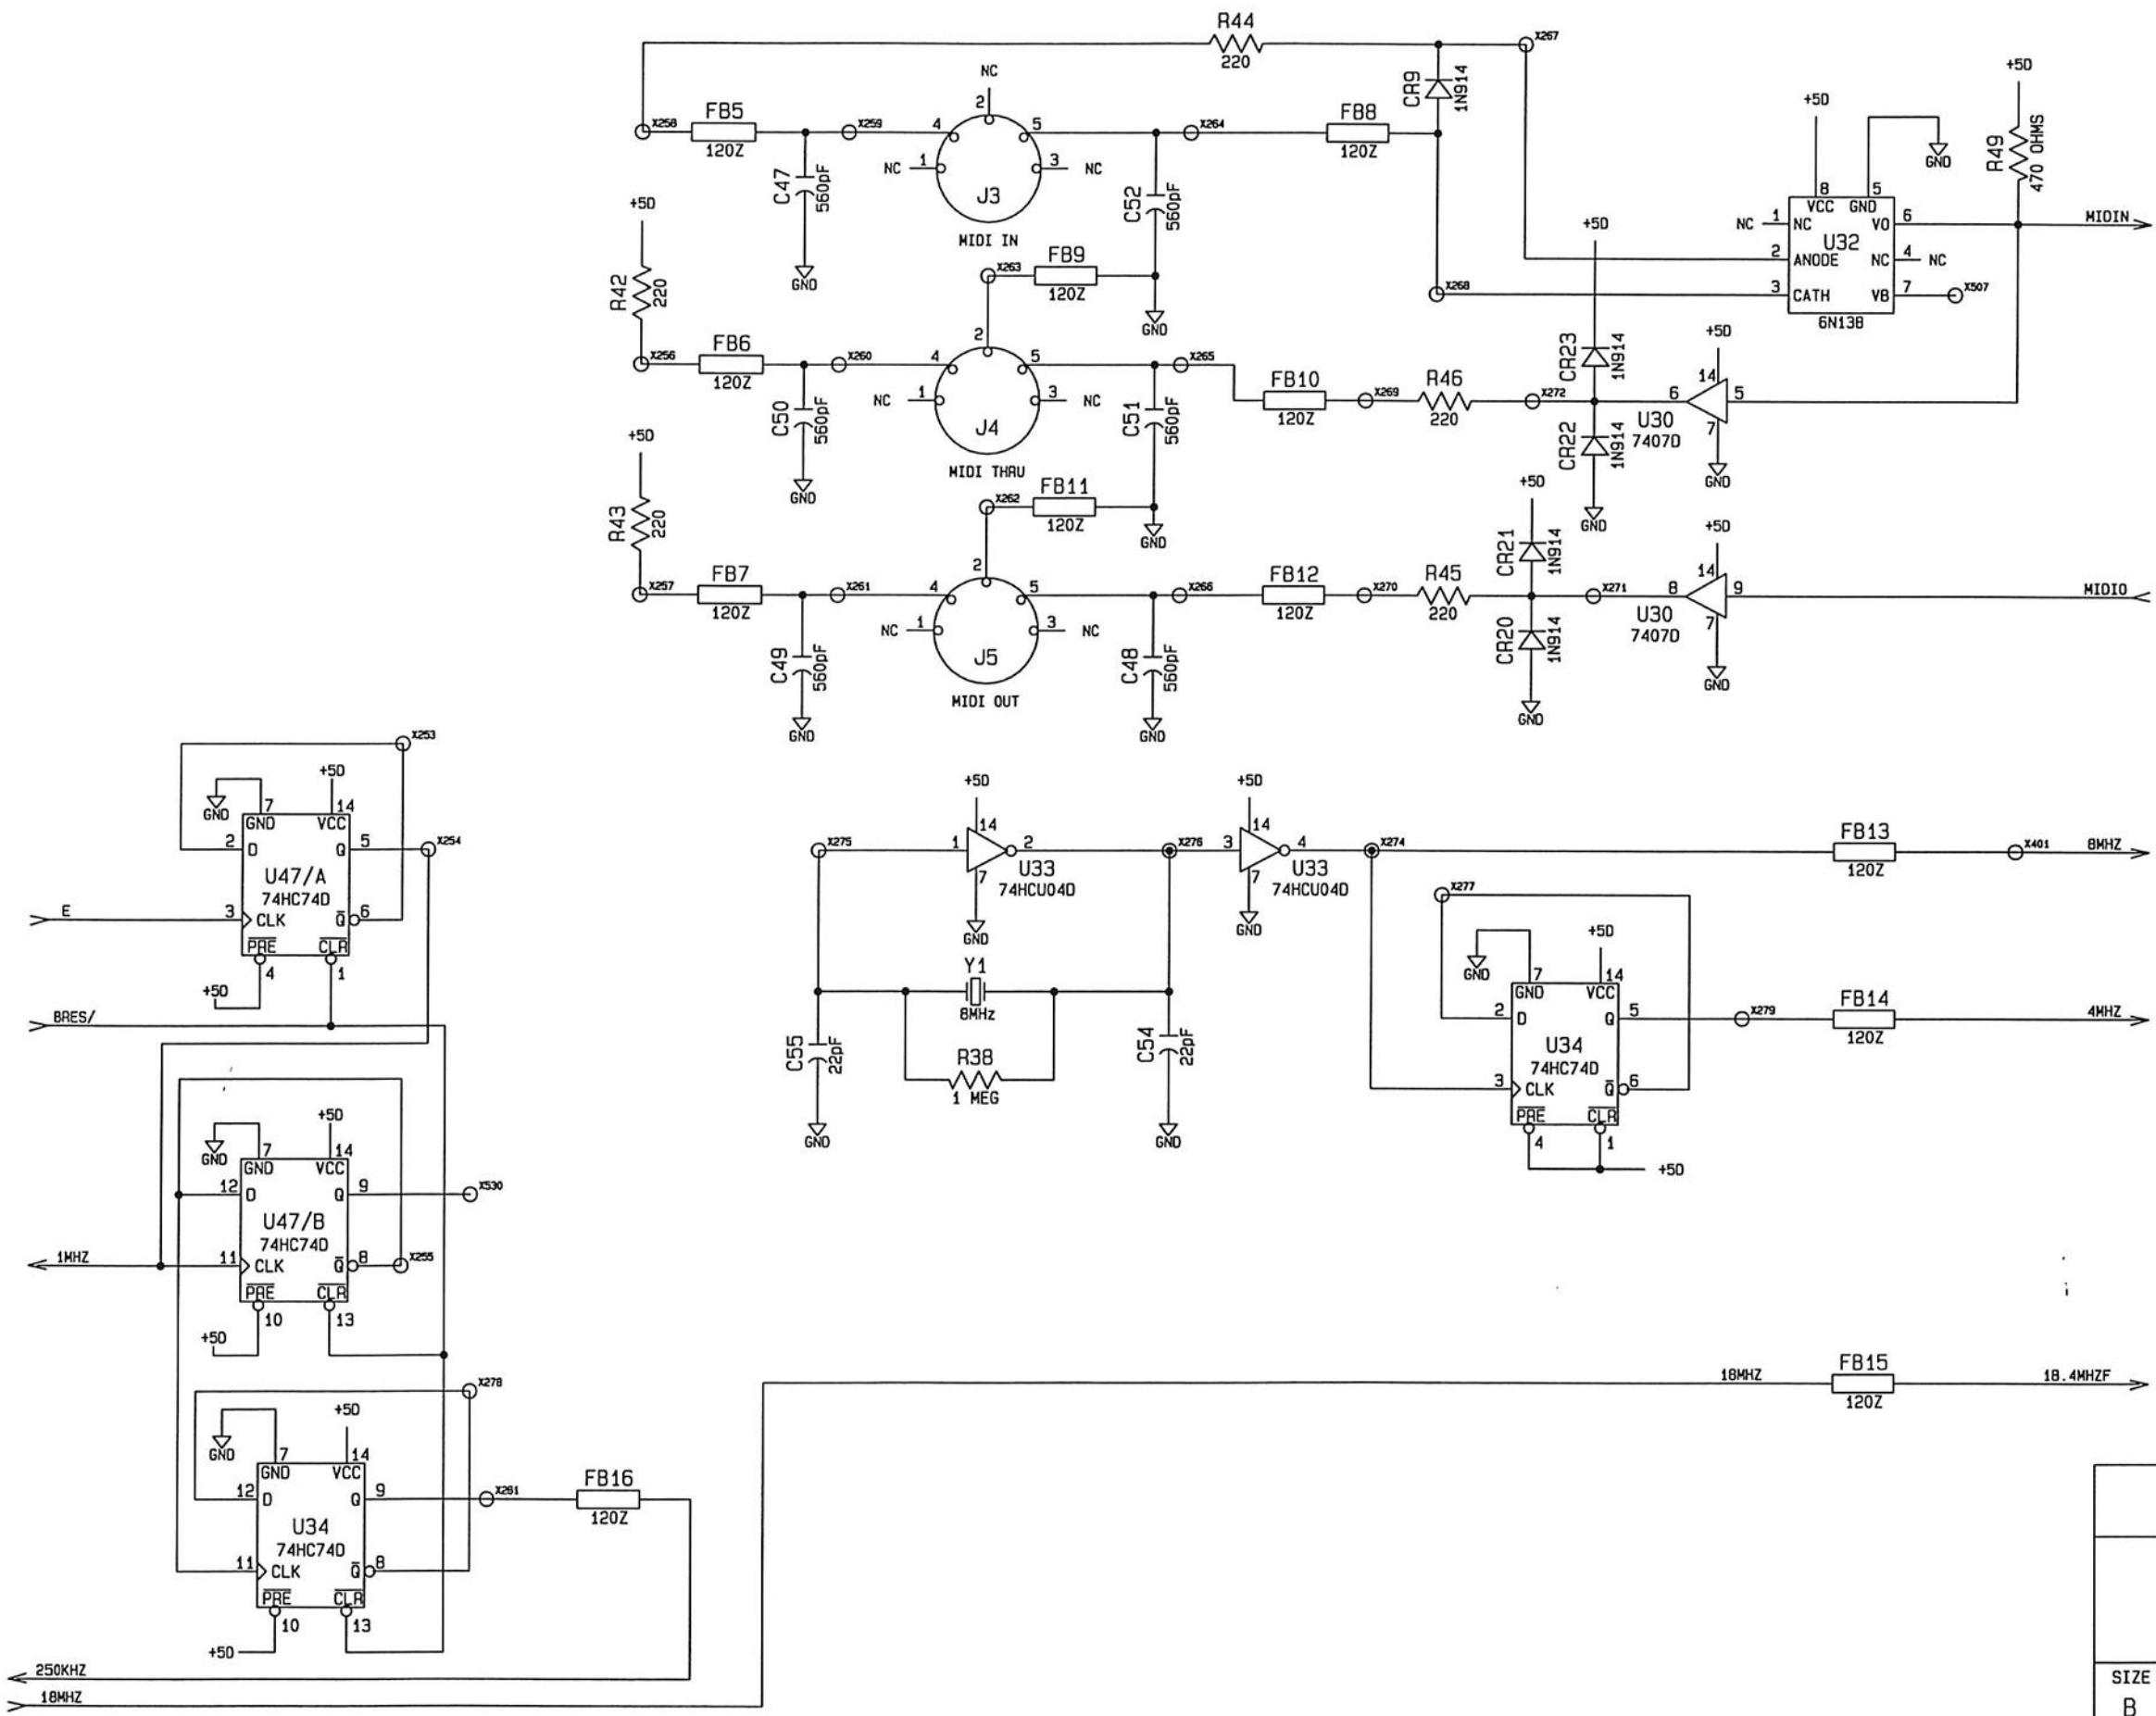 R44
220
X267
+5D
NC
2
CR9
1N914
+5D
R49
470 OHMS
X258
FB5
120Z
X259
4
5
X264
FB8
120Z
GND
NC
1
3
NC
J3
MIDI IN
C47
560pF
GND
C52
560pF
8
5
VCC
GND
NC
1
NC
VO
6
MIDIN
U32
2
ANODE
NC
4
NC
X268
3
CATH
VB
7
X507
6N138
+5D
R42
220
X263
FB9
120Z
GND
+5D
CR23
1N914
+5D
X256
FB6
120Z
X260
4
2
5
X265
FB10
120Z
X269
R46
220
X272
6
14
5
7
U30
7407D
GND
NC
1
3
NC
J4
MIDI THRU
C50
560pF
GND
C51
560pF
CR22
1N914
GND
+5D
R43
220
X262
FB11
120Z
GND
+5D
CR21
1N914
+5D
X257
FB7
120Z
X261
4
2
5
X266
FB12
120Z
X270
R45
220
X271
8
14
9
MIDIO
7
U30
7407D
GND
NC
1
3
NC
J5
MIDI OUT
C49
560pF
GND
C48
560pF
GND
CR20
1N914
GND
X253
+5D
GND
7
14
GND
VCC
2
D
Q
5
X254
U47/A
74HC74D
E
3
CLK
Q
6
PRE
CLR
4
1
+5D
BRES/
+5D
+5D
X275
1
14
2
U33
74HCU04D
7
GND
X276
3
14
4
U33
74HCU04D
7
GND
X274
FB13
120Z
X401
8MHZ
Y1
8MHz
R38
1 MEG
C55
22pF
GND
C54
22pF
GND
X277
+5D
GND
7
14
GND
VCC
2
D
Q
5
X279
FB14
120Z
4MHZ
U34
74HC74D
3
CLK
Q
6
PRE
CLR
4
1
+5D
+5D
GND
7
14
GND
VCC
12
D
Q
9
X530
U47/B
74HC74D
1MHZ
11
CLK
Q
8
X255
PRE
CLR
10
13
+5D
18MHZ
FB15
120Z
18.4MHZF
X278
+5D
GND
7
14
GND
VCC
12
D
Q
9
X281
FB16
120Z
U34
74HC74D
11
CLK
Q
8
PRE
CLR
10
13
+5D
250KHZ
18MHZ
SIZE
B